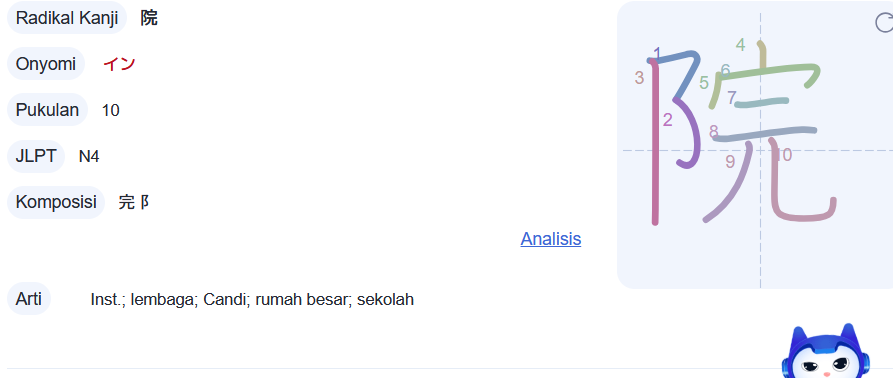 Radikal Kanji 院
Onyomi イン
Pukulan 10
JLPT N4
Komposisi 完 阝
Analisis
Arti Inst.; lembaga; Candi; rumah besar; sekolah
院
1
2
3
4
5
6
7
8
9
10